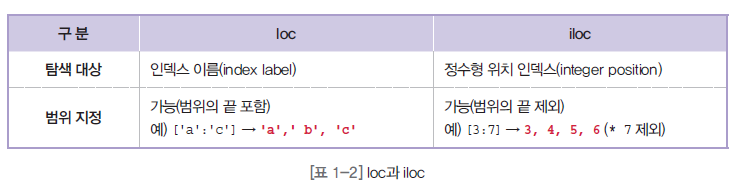 구 분 loc iloc
탐색 대상 인덱스 이름(index label) 정수형 위치 인덱스(integer position)
범위 지정 가능(범위의 끝 포함) 가능(범위의 끝 제외)
예) ['a':'c'] → 'a',' b', 'c' 예) [3:7] → 3, 4, 5, 6 (* 7 제외)
[표 1-2] loc과 iloc